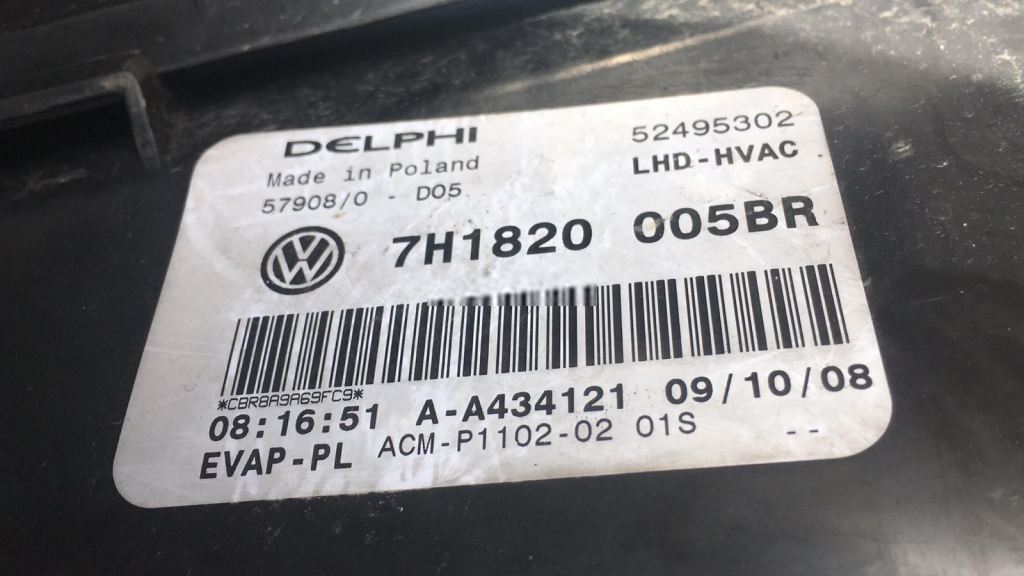 DELPHI 52495302
Made in Poland LHD-HVAC
57908/0 - D05
7H1820 005BR
*CBR8A9A69FC9*
08:16:51 A-A434121 09/10/08
EVAP-PL ACM-P1102-02 01S --